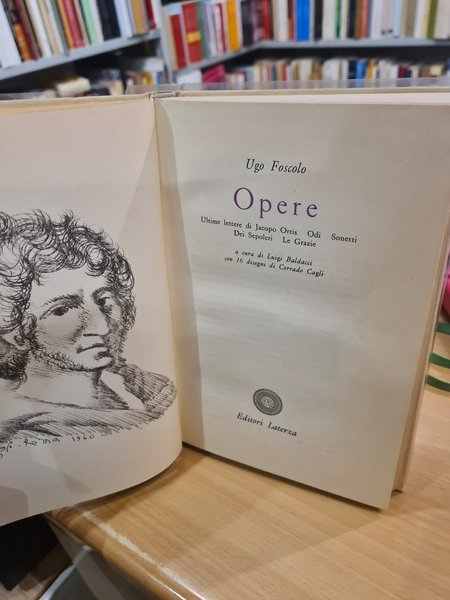 Ugo Foscolo
Opere
Ultime lettere di Jacopo Ortis Odi Sonetti
Dei Sepolcri Le Grazie
a cura di Luigi Baldacci
con 16 disegni di Corrado Cagli
Editori Laterza
1960